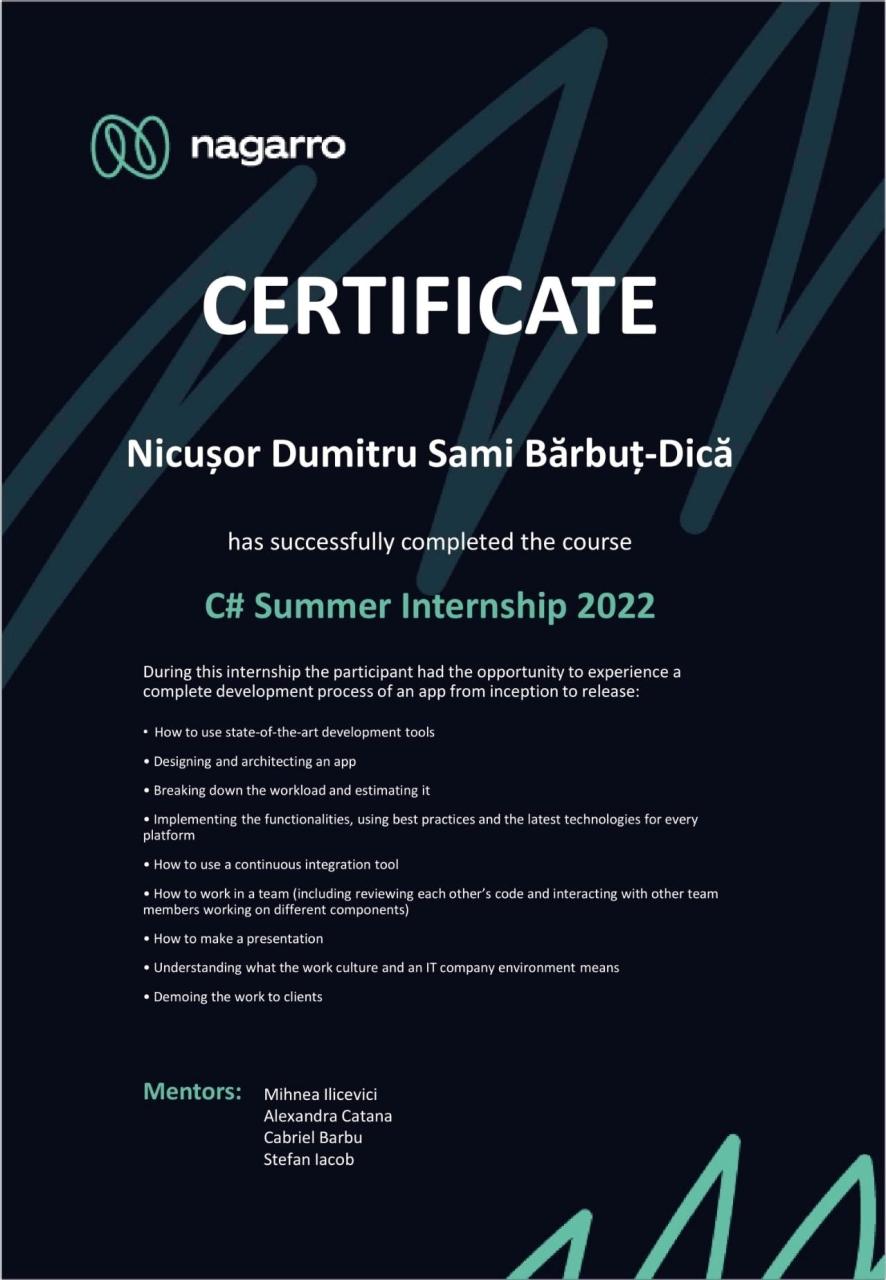 nagarro
CERTIFICATE
Nicușor Dumitru Sami Bărbuț-Dică
has successfully completed the course
C# Summer Internship 2022
During this internship the participant had the opportunity to experience a
complete development process of an app from inception to release:
• How to use state-of-the-art development tools
• Designing and architecting an app
• Breaking down the workload and estimating it
• Implementing the functionalities, using best practices and the latest technologies for every
platform
• How to use a continuous integration tool
• How to work in a team (including reviewing each other’s code and interacting with other team
members working on different components)
• How to make a presentation
• Understanding what the work culture and an IT company environment means
• Demoing the work to clients
Mentors:
Mihnea Ilicevici
Alexandra Catana
Cabriel Barbu
Stefan Iacob